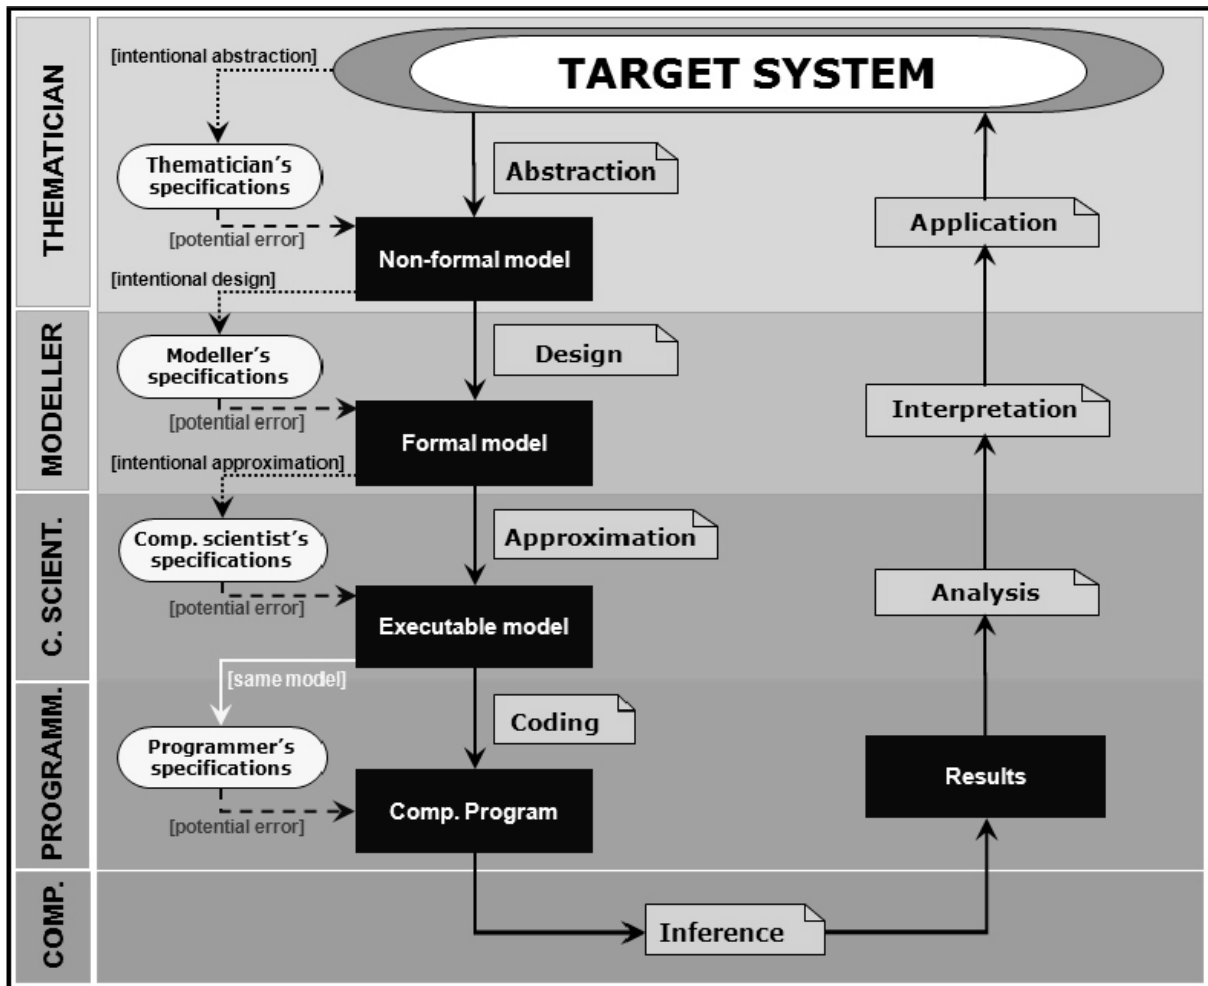 THEMATICIAN
[intentional abstraction]
TARGET SYSTEM
Thematician's
specifications
Abstraction
[potential error]
Non-formal model
Application
[intentional design]
MODELLER
Modeller's
specifications
Design
[potential error]
Formal model
Interpretation
[intentional approximation]
C. SCIENT.
Comp. scientist's
specifications
Approximation
[potential error]
Executable model
Analysis
[same model]
PROGRAMM.
Programmer's
specifications
Coding
[potential error]
Comp. Program
Results
COMP.
Inference